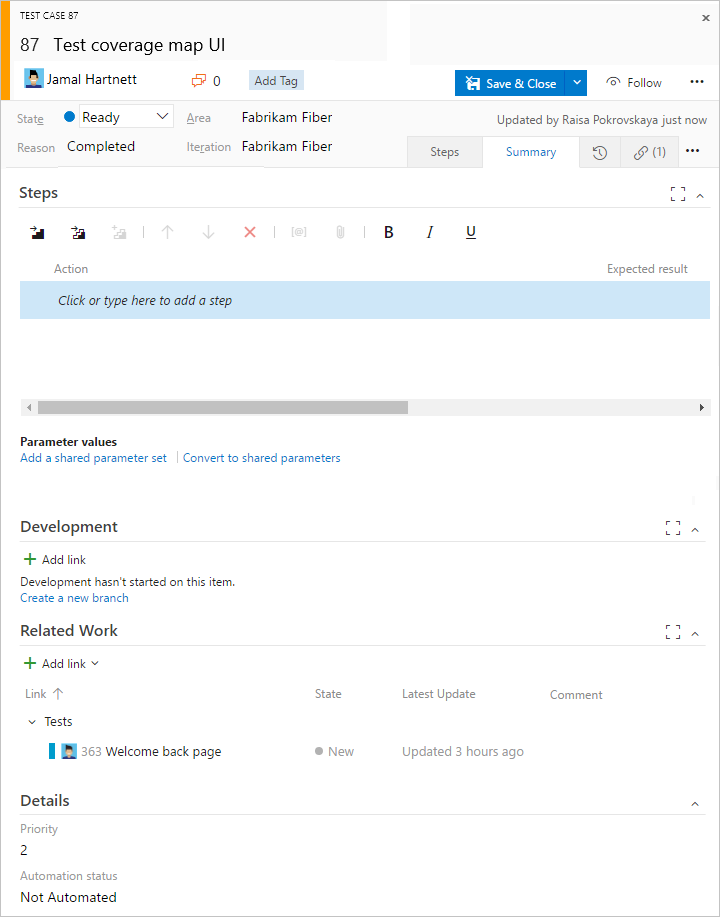 TEST CASE 87
87 Test coverage map UI
Jamal Hartnett 0 Add Tag Save & Close Follow ...
State Ready Area Fabrikam Fiber Updated by Raisa Pokrovskaya just now
Reason Completed Iteration Fabrikam Fiber
Steps Summary (1) ...
Steps
[@] B I U
Action Expected result
Click or type here to add a step
Parameter values
Add a shared parameter set | Convert to shared parameters
Development
+ Add link
Development hasn't started on this item.
Create a new branch
Related Work
+ Add link
Link State Latest Update Comment
Tests
363 Welcome back page New Updated 3 hours ago
Details
Priority
2
Automation status
Not Automated